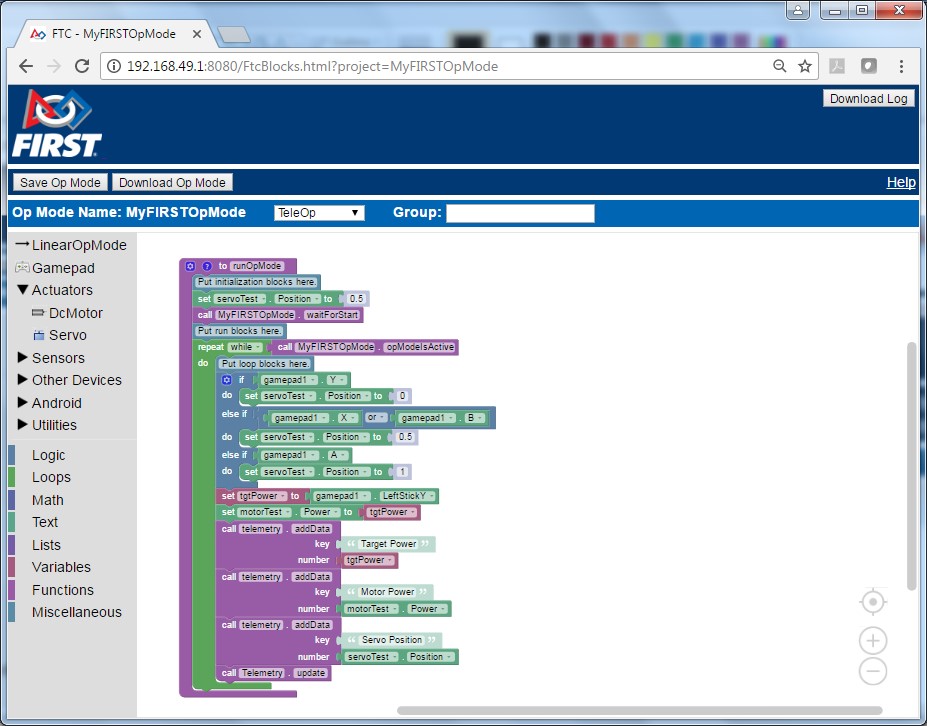 FTC - MyFIRSTOpMode
192.168.49.1:8080/FtcBlocks.html?project=MyFIRSTOpMode
Download Log
FIRST
Save Op Mode Download Op Mode Help
Op Mode Name: MyFIRSTOpMode TeleOp Group:
LinearOpMode
Gamepad
Actuators
DcMotor
Servo
Sensors
Other Devices
Android
Utilities
Logic
Loops
Math
Text
Lists
Variables
Functions
Miscellaneous
to runOpMode
Put initialization blocks here.
set servoTest . Position to 0.5
call MyFIRSTOpMode . waitForStart
Put run blocks here.
repeat while call MyFIRSTOpMode . opModeIsActive
do Put loop blocks here.
if gamepad1 . Y
do set servoTest . Position to 0
else if gamepad1 . X or gamepad1 . B
do set servoTest . Position to 0.5
else if gamepad1 . A
do set servoTest . Position to 1
set tgtPower to gamepad1 . LeftStickY
set motorTest . Power to tgtPower
call telemetry . addData
key “ Target Power ”
number tgtPower
call telemetry . addData
key “ Motor Power ”
number motorTest . Power
call telemetry . addData
key “ Servo Position ”
number servoTest . Position
call Telemetry . update